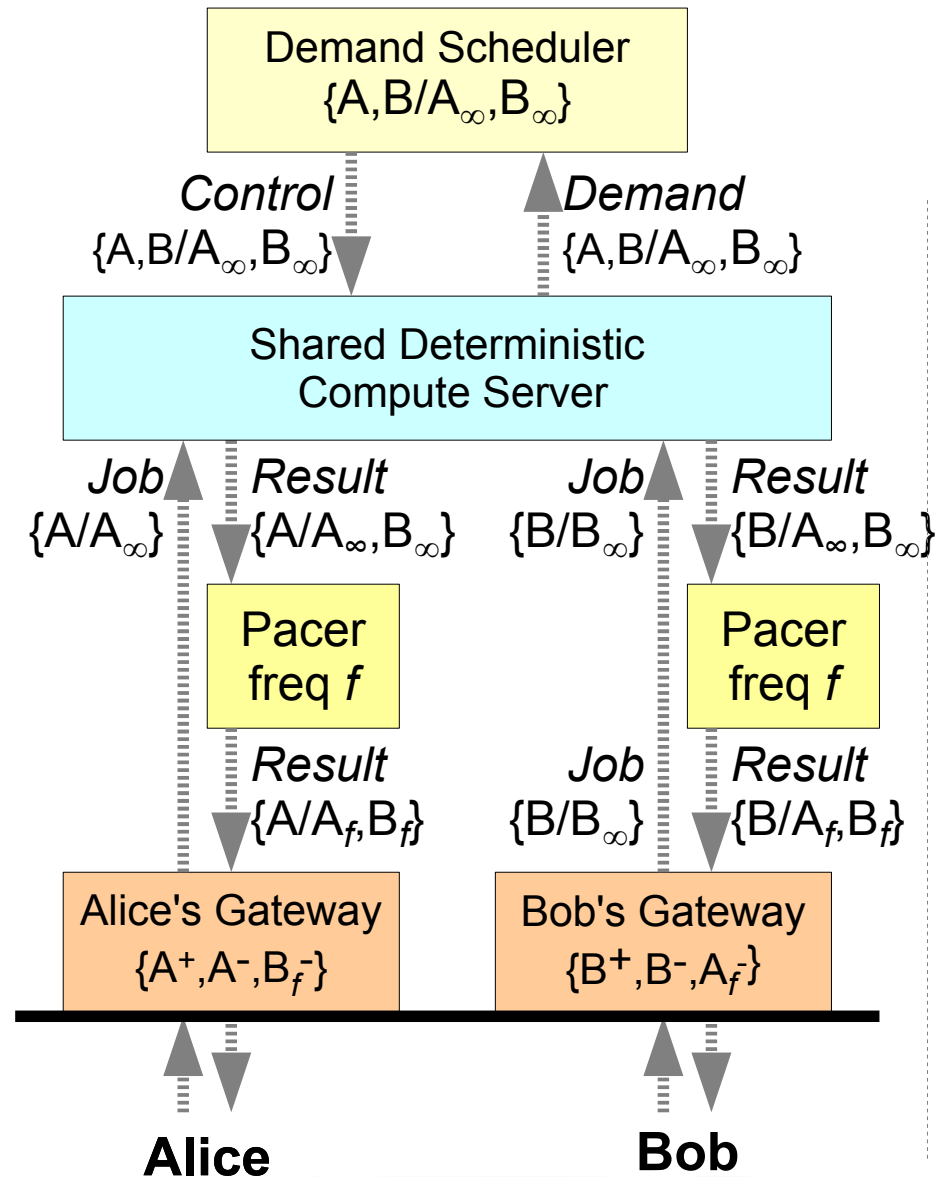 Demand Scheduler
{A,B/A∞,B∞}
Control
{A,B/A∞,B∞}
Demand
{A,B/A∞,B∞}
Shared Deterministic
Compute Server
Job
{A/A∞}
Result
{A/A∞,B∞}
Job
{B/B∞}
Result
{B/A∞,B∞}
Pacer
freq f
Pacer
freq f
Result
{A/Af,Bf}
Job
{B/B∞}
Result
{B/Af,Bf}
Alice's Gateway
{A⁺,A⁻,Bf⁻}
Bob's Gateway
{B⁺,B⁻,Af⁻}
Alice
Bob